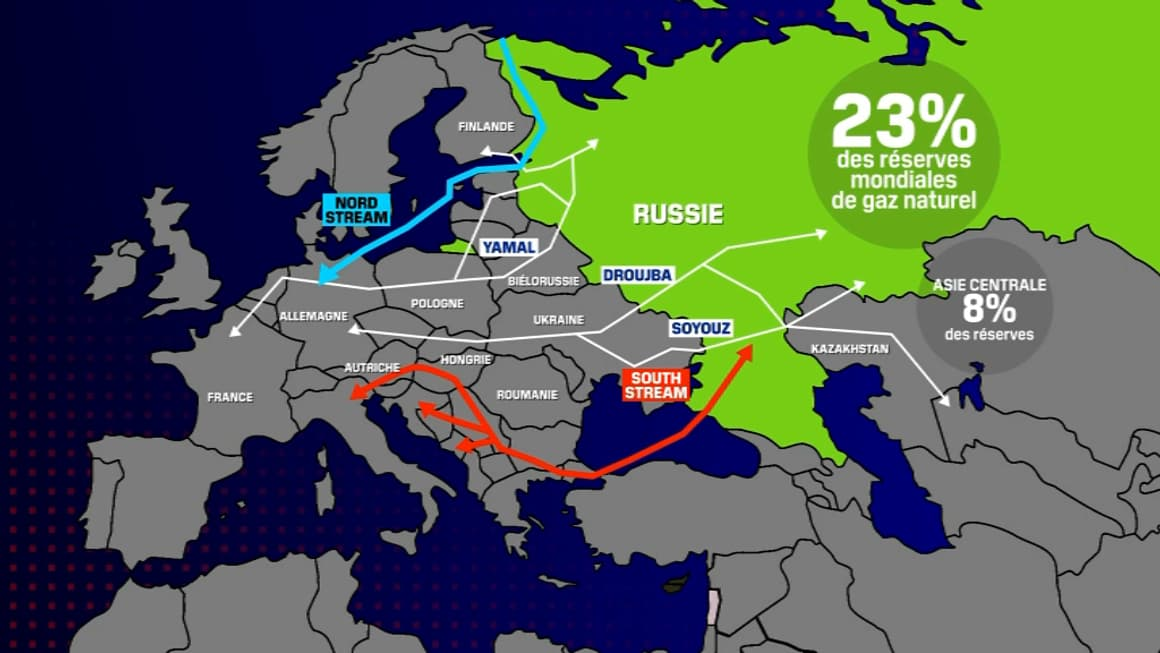 23%
des réserves
mondiales
de gaz naturel
FINLANDE
NORD
STREAM
RUSSIE
YAMAL
DROUJBA
BIÉLORUSSIE
ASIE CENTRALE
8%
des réserves
POLOGNE
ALLEMAGNE
UKRAINE
SOYOUZ
KAZAKHSTAN
HONGRIE
AUTRICHE
SOUTH
STREAM
FRANCE
ROUMANIE